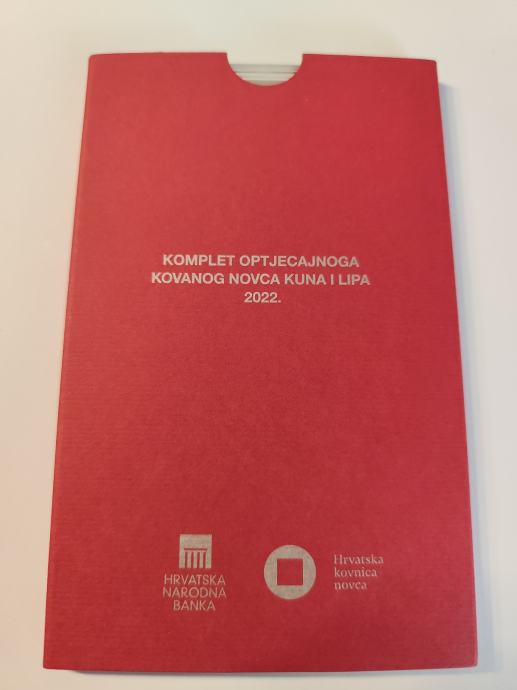 KOMPLET OPTJECAJNOGA
KOVANOG NOVCA KUNA I LIPA
2022.
HRVATSKA
NARODNA
BANKA
Hrvatska
kovnica
novca